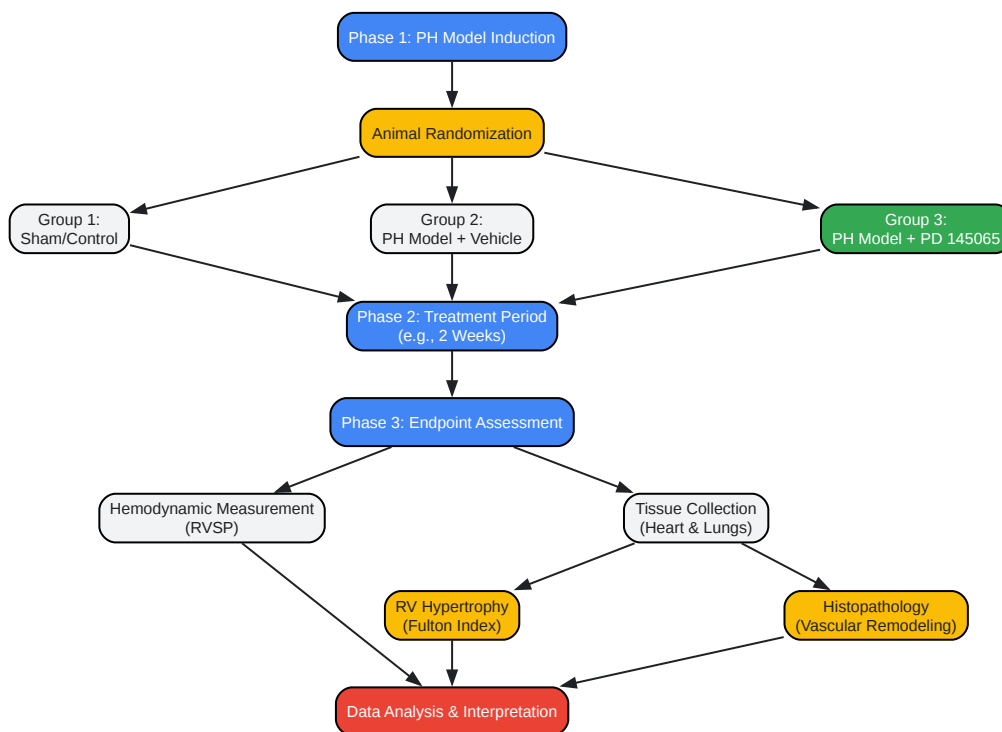 Phase 1: PH Model Induction
Animal Randomization
Group 1:
Sham/Control
Group 2:
PH Model + Vehicle
Group 3:
PH Model + PD 145065
Phase 2: Treatment Period
(e.g., 2 Weeks)
Phase 3: Endpoint Assessment
Hemodynamic Measurement
(RVSP)
Tissue Collection
(Heart & Lungs)
RV Hypertrophy
(Fulton Index)
Histopathology
(Vascular Remodeling)
Data Analysis & Interpretation